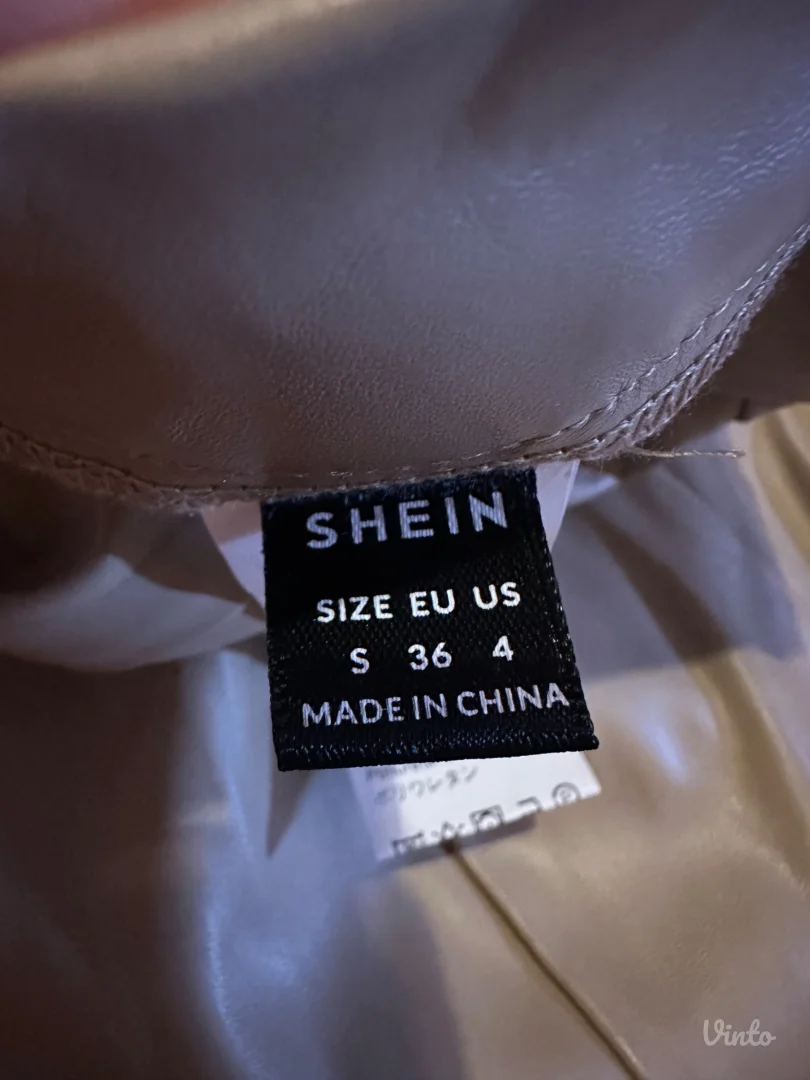 SHEIN
SIZE EU US
S 36 4
MADE IN CHINA
ポリウレタン
Vinto